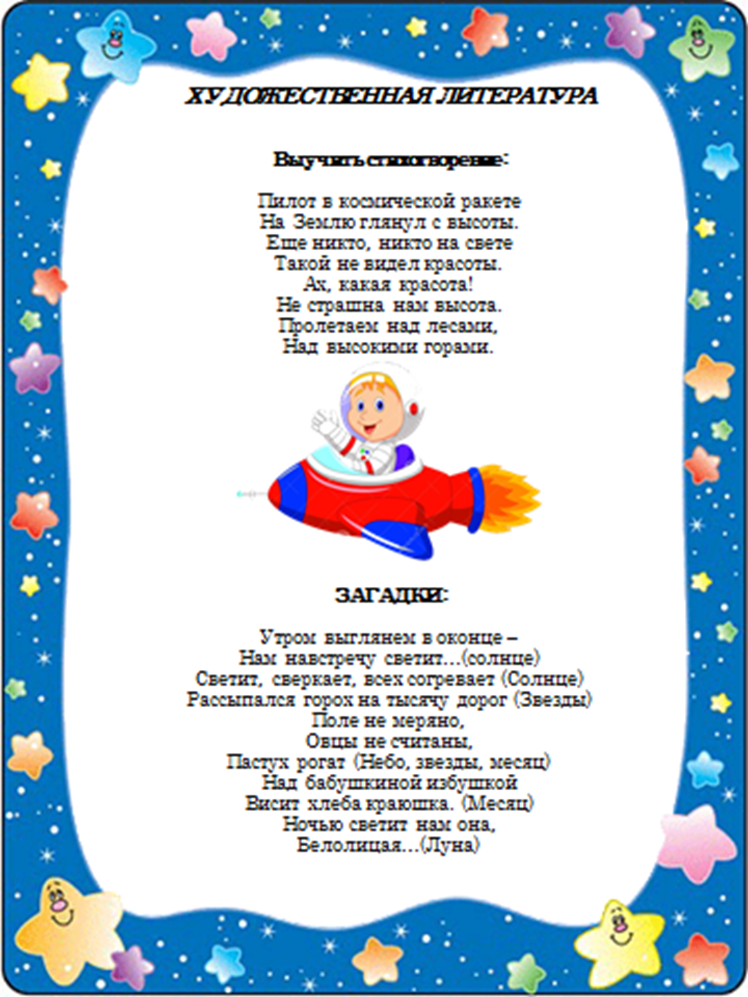 ХУДОЖЕСТВЕННАЯ ЛИТЕРАТУРА
Выучить стихотворение:
Пилот в космической ракете
На Землю глянул с высоты.
Еще никто, никто на свете
Такой не видел красоты.
Ах, какая красота!
Не страшна нам высота.
Пролетаем над лесами,
Над высокими горами.
ЗАГАДКИ:
Утром выглянем в оконце –
Нам навстречу светит...(солнце)
Светит, сверкает, всех согревает (Солнце)
Рассыпался горох на тысячу дорог (Звезды)
Поле не меряно,
Овцы не считаны,
Пастух рогат (Небо, звезды, месяц)
Над бабушкиной избушкой
Висит хлеба краюшка. (Месяц)
Ночью светит нам она,
Белолицая...(Луна)